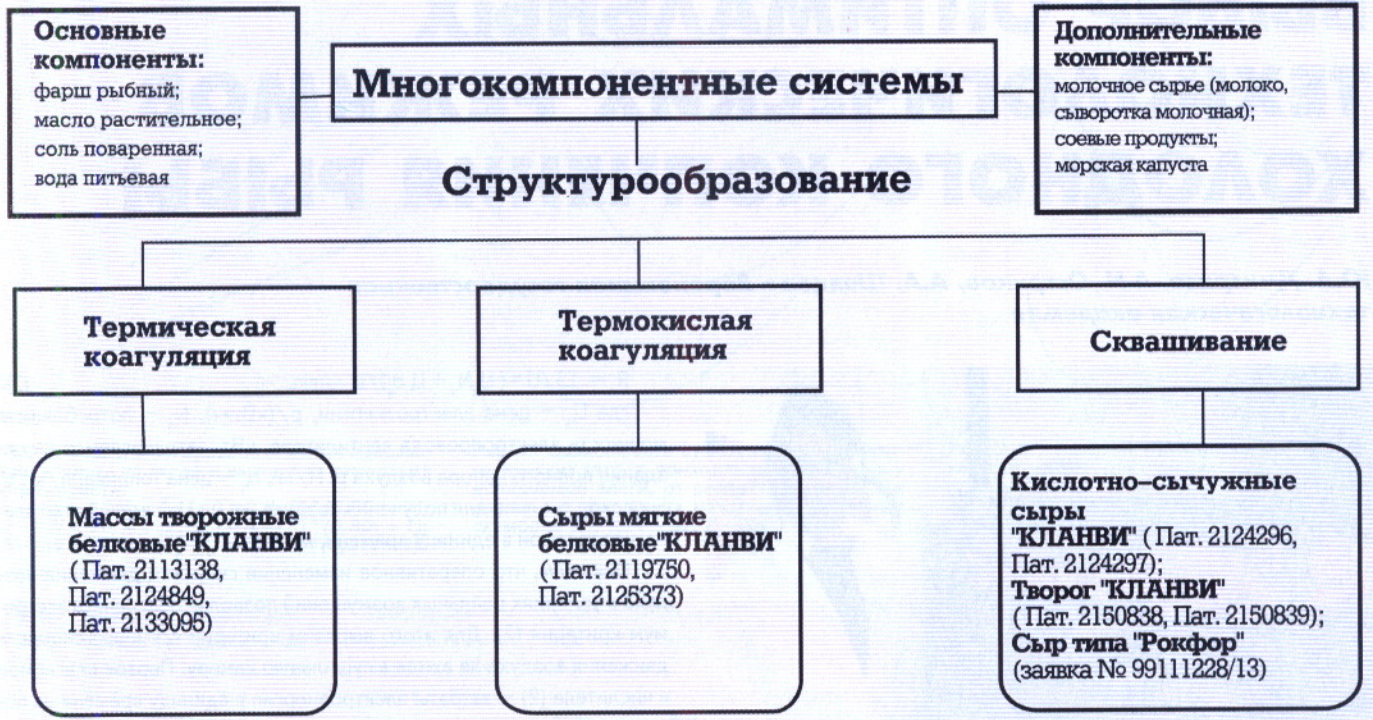 Основные
компоненты:
фарш рыбный;
масло растительное;
соль поваренная;
вода питьевая
Многокомпонентные системы
Структурообразование
Дополнительные
компоненты:
молочное сырье (молоко,
сыворотка молочная);
соевые продукты;
морская капуста
Термическая
коагуляция
Термокислая
коагуляция
Сквашивание
Массы творожные
белковые"КЛАНВИ"
( Пат. 2113138,
Пат. 2124849,
Пат. 2133095)
Сыры мягкие
белковые"КЛАНВИ"
( Пат. 2119750,
Пат. 2125373)
Кислотно–сычужные
сыры
"КЛАНВИ" ( Пат. 2124296,
Пат. 2124297);
Творог "КЛАНВИ"
( Пат. 2150838, Пат. 2150839);
Сыр типа "Рокфор"
(заявка № 99111228/13)